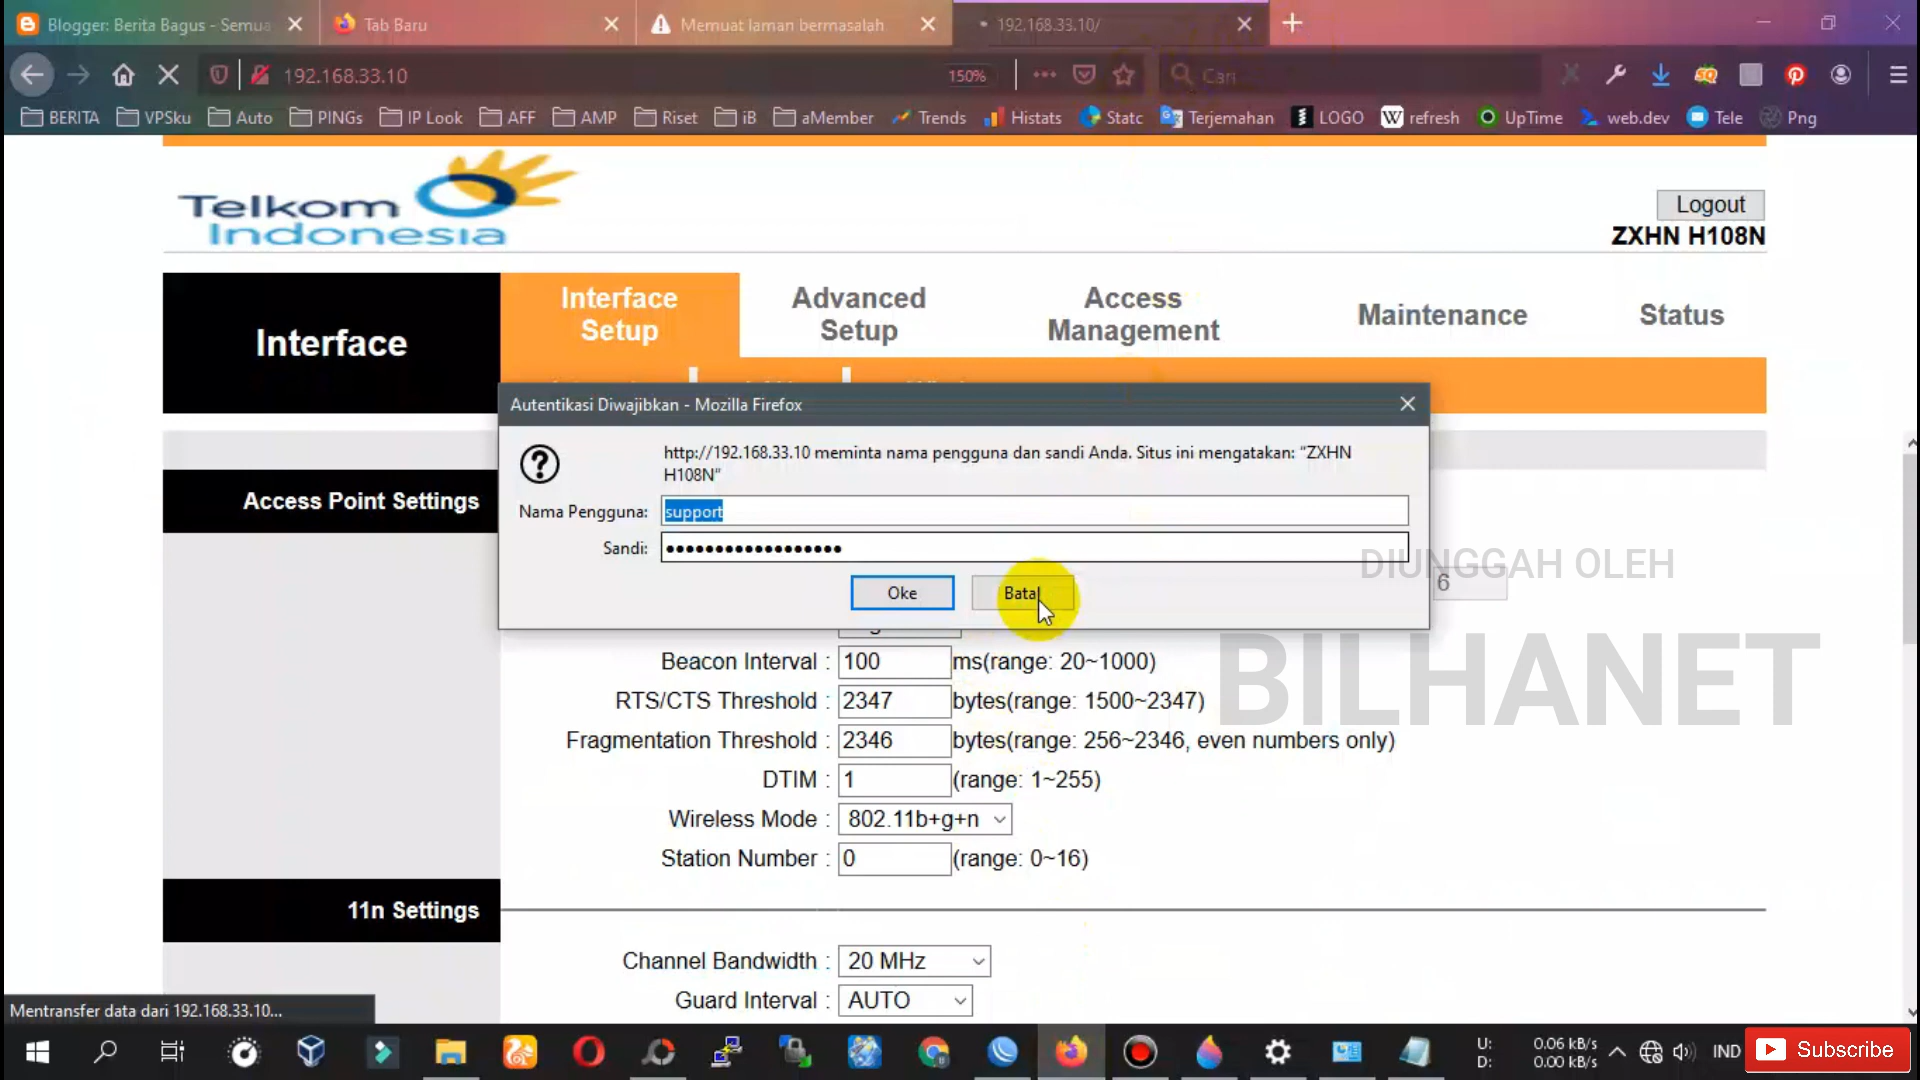 Blogger: Berita Bagus - Semua
Tab Baru
Memuat laman bermasalah
192.168.33.10/
192.168.33.10
150%
Cari
BERITA
VPSku
Auto
PINGs
IP Look
AFF
AMP
Riset
iB
aMember
Trends
Histats
Statc
Terjemahan
LOGO
W refresh
UpTime
web.dev
Tele
Png
Telkom
Indonesia
Logout
ZXHN H108N
Interface
Interface
Setup
Advanced
Setup
Access
Management
Maintenance
Status
Autentikasi Diwajibkan - Mozilla Firefox
http://192.168.33.10 meminta nama pengguna dan sandi Anda. Situs ini mengatakan: "ZXHN
H108N"
Nama Pengguna: support
Sandi: ●●●●●●●●●●●●●●●●●●
Oke
Batal
Access Point Settings
DIUNGGAH OLEH
6
BILHANET
Beacon Interval : 100 ms(range: 20~1000)
RTS/CTS Threshold : 2347 bytes(range: 1500~2347)
Fragmentation Threshold : 2346 bytes(range: 256~2346, even numbers only)
DTIM : 1 (range: 1~255)
Wireless Mode : 802.11b+g+n
Station Number : 0 (range: 0~16)
11n Settings
Channel Bandwidth : 20 MHz
Guard Interval : AUTO
Mentransfer data dari 192.168.33.10...
U: 0.06 kB/s
D: 0.00 kB/s
IND
Subscribe